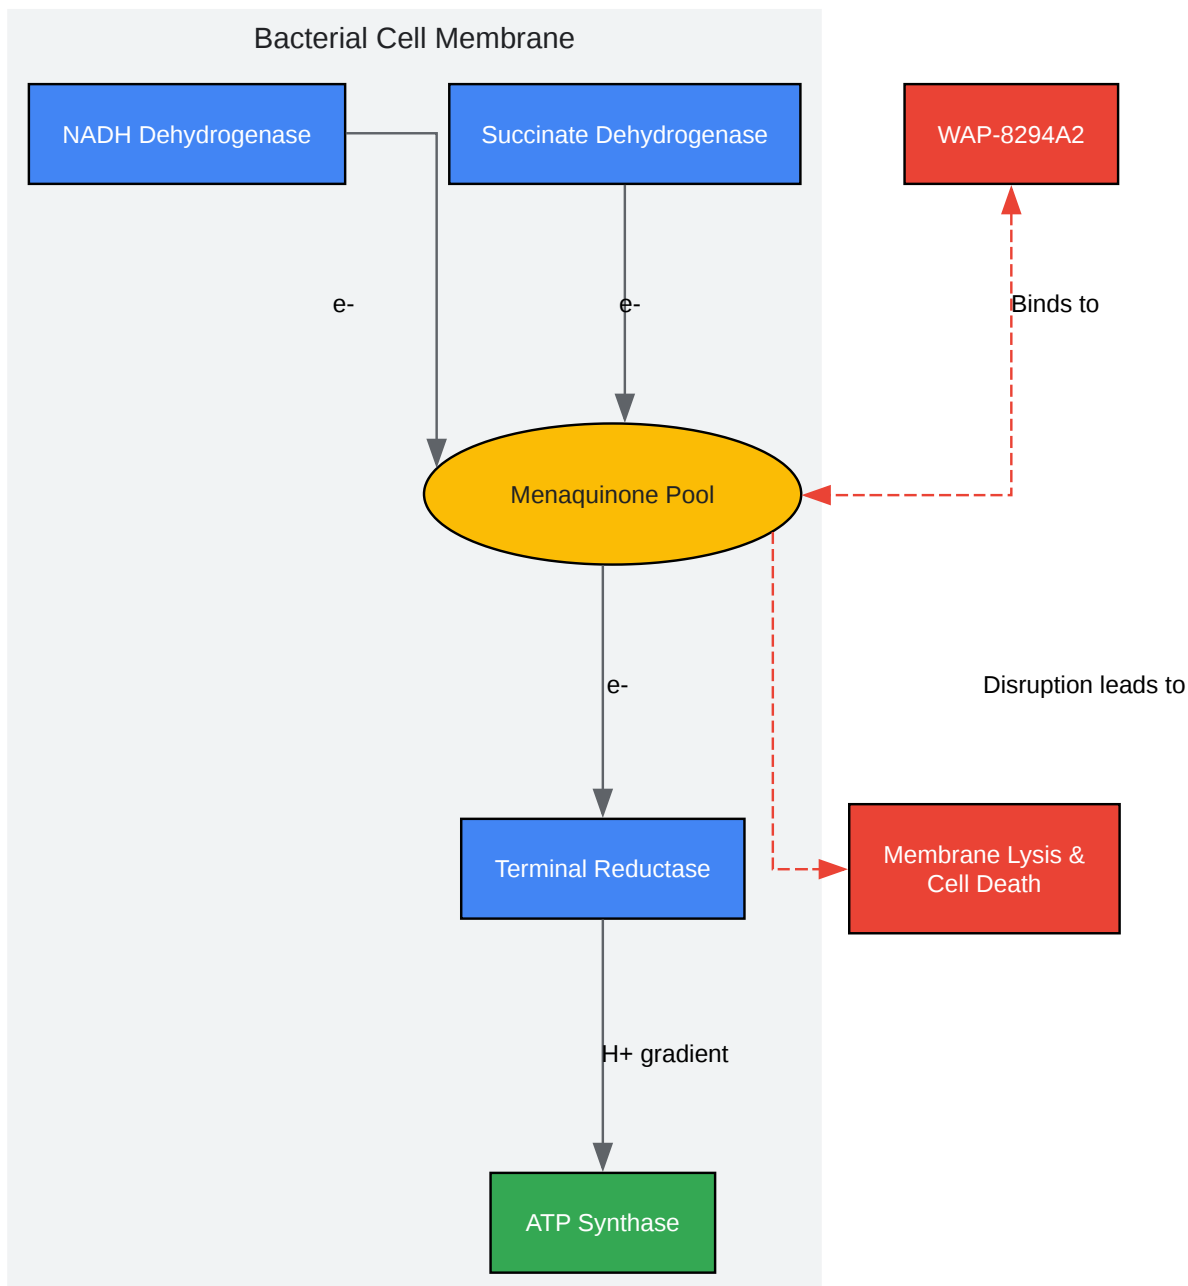 Bacterial Cell Membrane
NADH Dehydrogenase
Succinate Dehydrogenase
WAP-8294A2
e-
e-
Binds to
Menaquinone Pool
e-
Disruption leads to
Terminal Reductase
Membrane Lysis &
Cell Death
H+ gradient
ATP Synthase